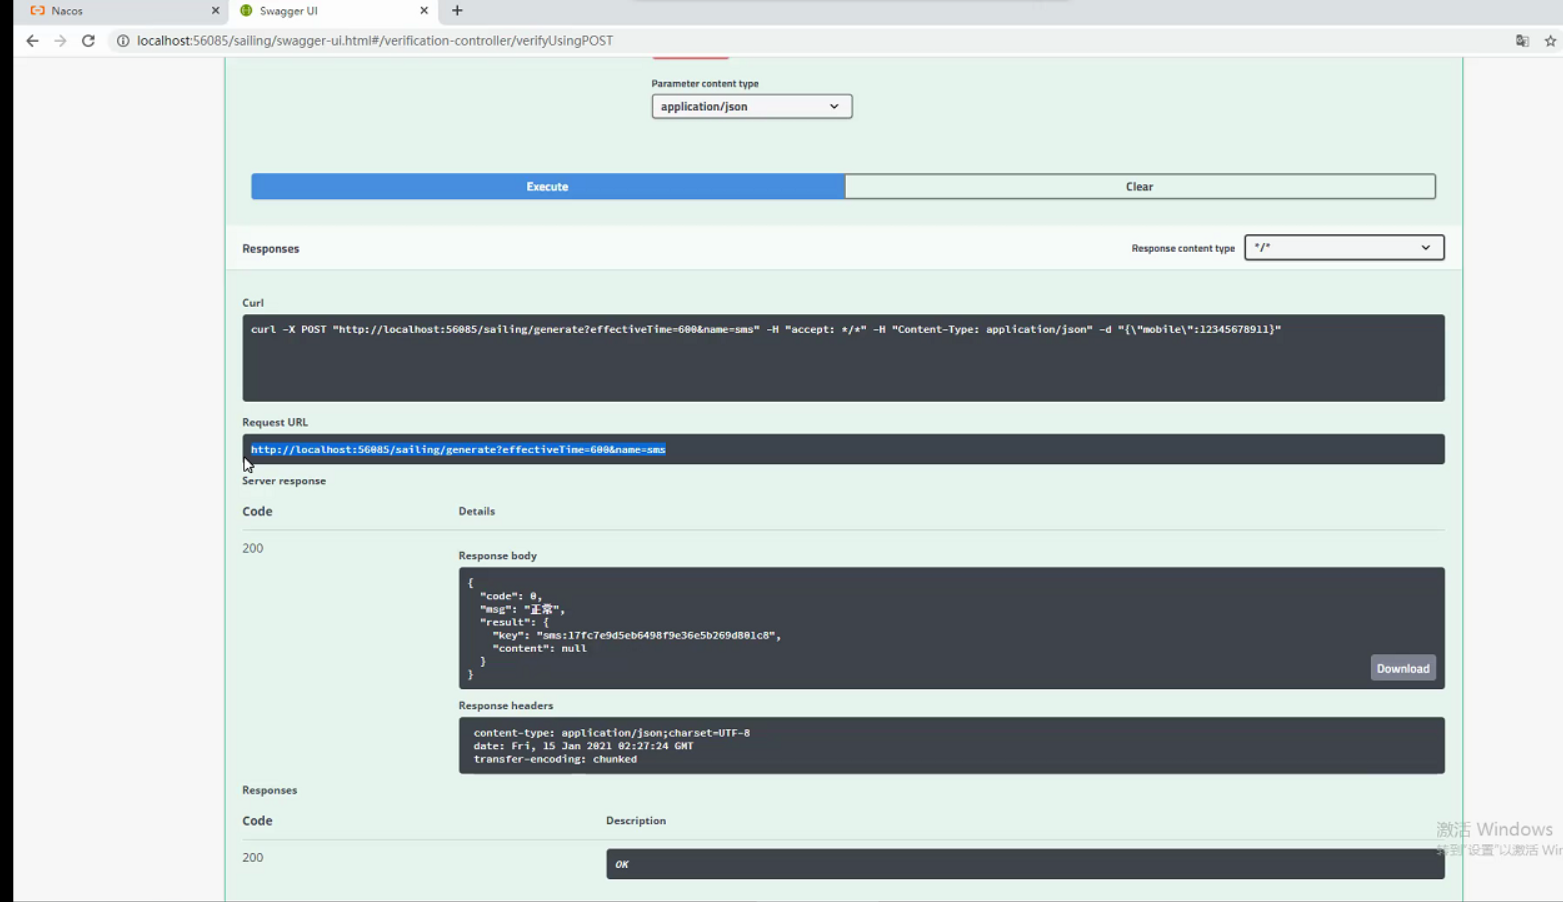 Nacos
Swagger UI
localhost:56085/sailing/swagger-ui.html#/verification-controller/verifyUsingPOST
Parameter content type
application/json
Execute
Clear
Responses
Response content type
*/*
Curl
curl -X POST "http://localhost:56085/sailing/generate?effectiveTime=600&name=sms" -H "accept: */*" -H "Content-Type: application/json" -d "{\"mobile\":12345678911}"
Request URL
http://localhost:56085/sailing/generate?effectiveTime=600&name=sms
Server response
Code
Details
200
Response body
{
"code": 0,
"msg": "正常",
"result": {
"key": "sms:17fc7e9d5eb6498f9e36e5b269d801c8",
"content": null
}
}
Download
Response headers
content-type: application/json;charset=UTF-8
date: Fri, 15 Jan 2021 02:27:24 GMT
transfer-encoding: chunked
Responses
Code
Description
200
OK
激活 Windows
转到"设置"以激活 Win